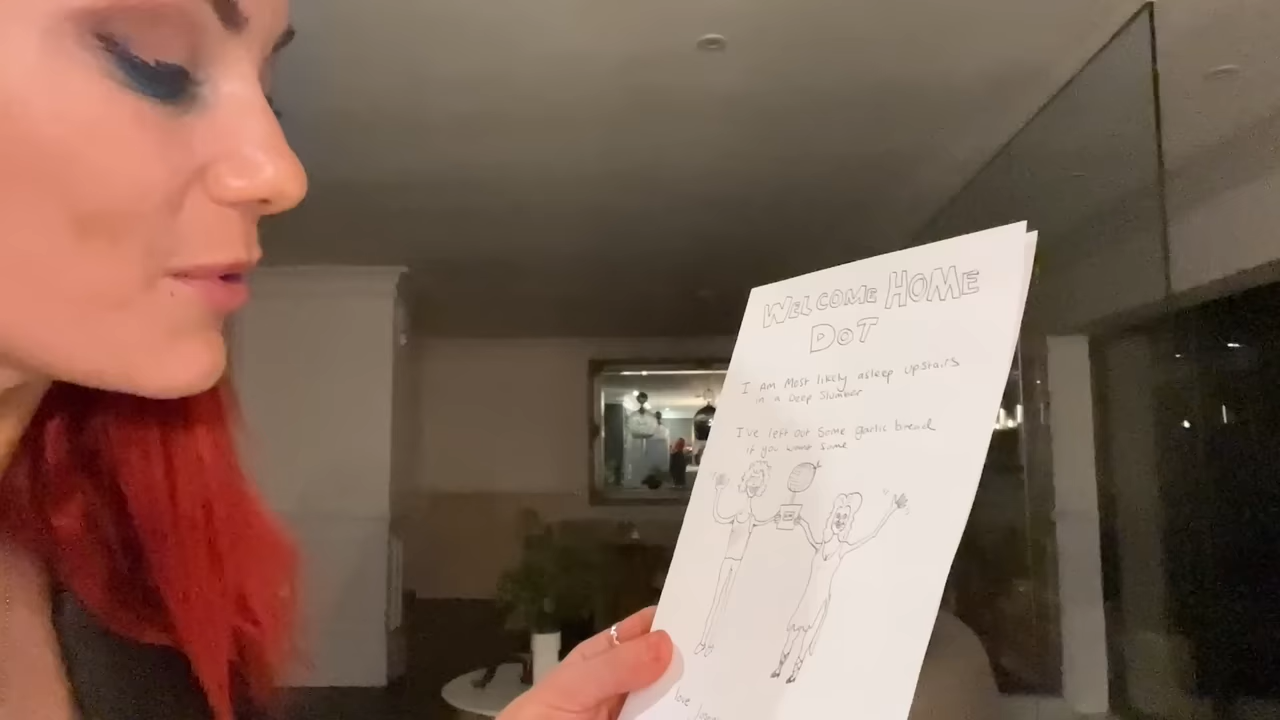 WELCOME HOME
DOT
I Am Most likely asleep upstairs
in a Deep Slumber
I've left out some garlic bread
if you want some
love